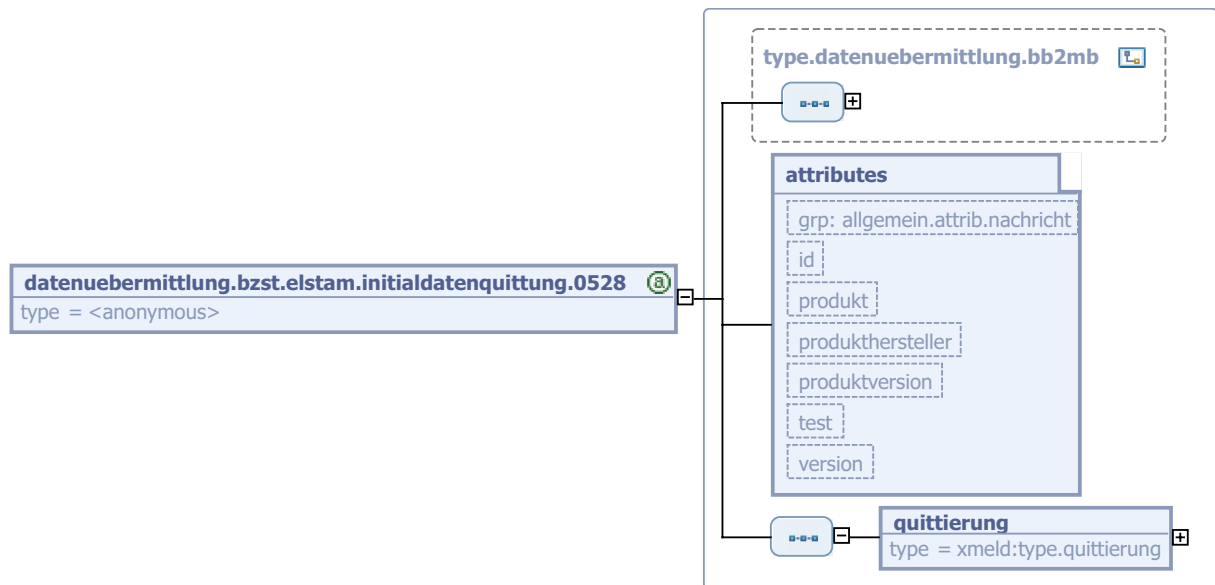 type.datenuebermittlung.bb2mb
attributes
grp: allgemein.attrib.nachricht
id
produkt
produkthersteller
produktversion
test
version
datenuebermittlung.bzst.elstam.initialdatenquittung.0528
type = <anonymous>
quittierung
type = xmeld:type.quittierung